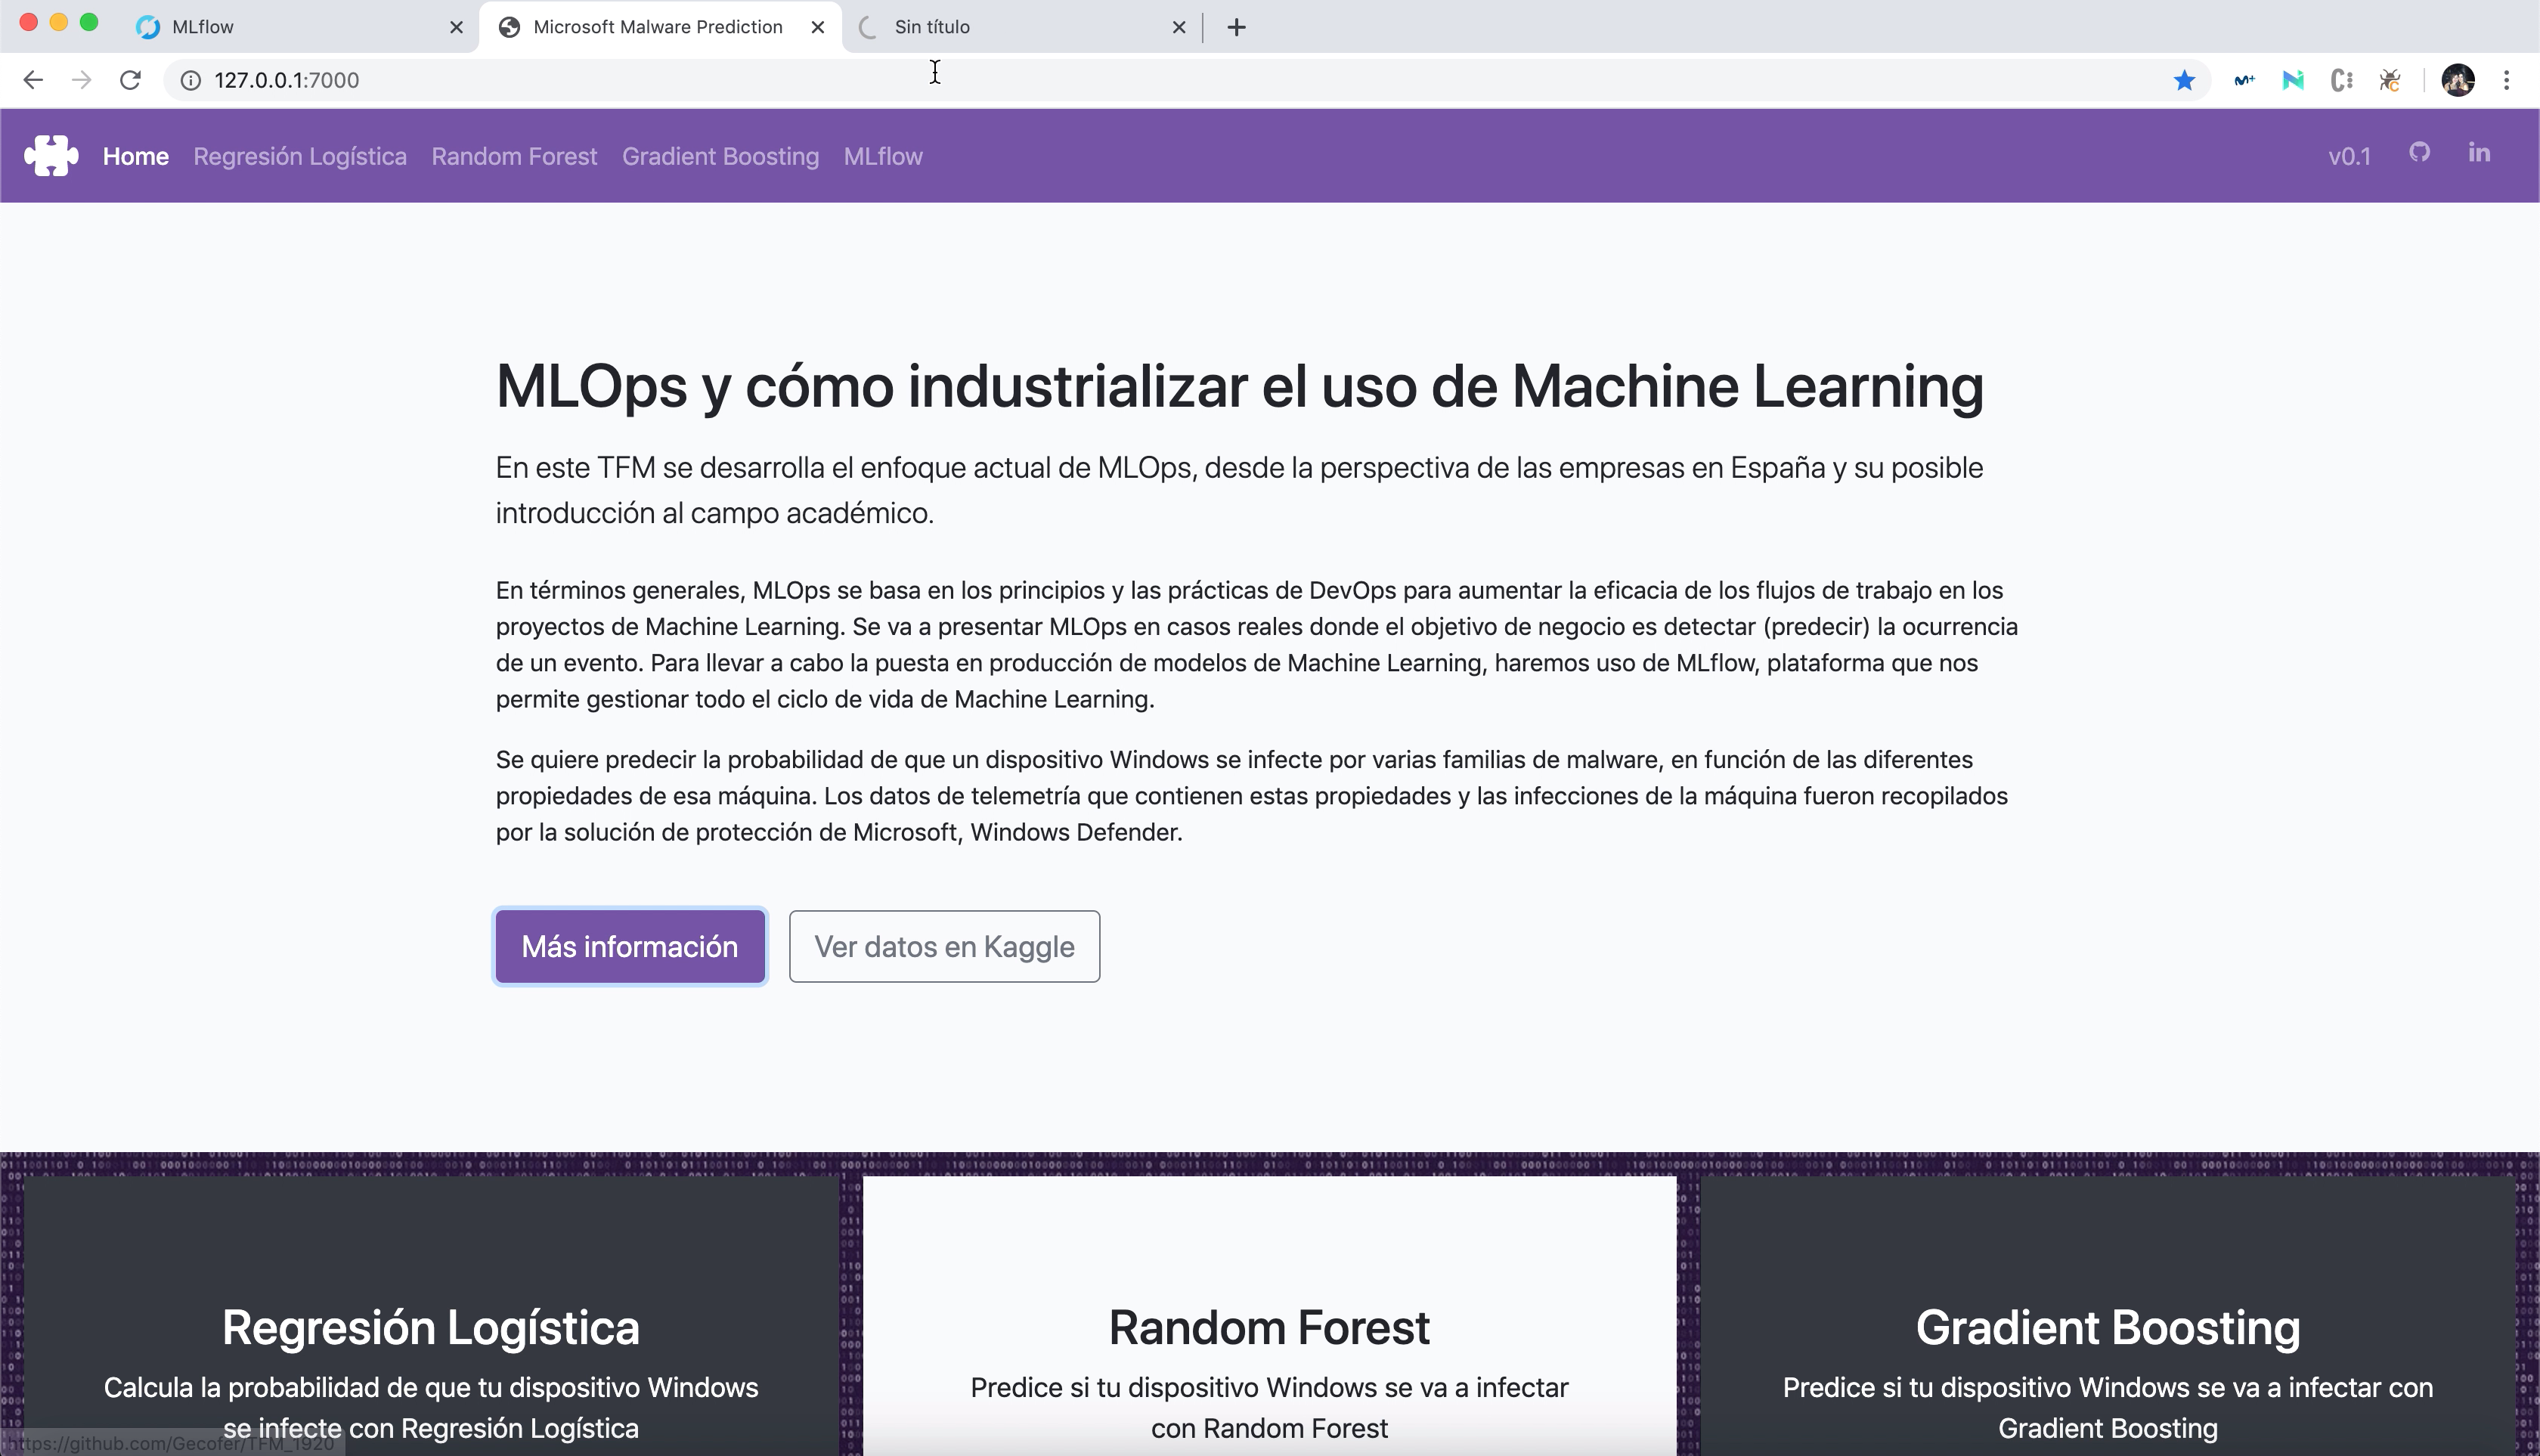 MLflow
Microsoft Malware Prediction
Sin título
127.0.0.1:7000
Home Regresión Logística Random Forest Gradient Boosting MLflow
v0.1
MLOps y cómo industrializar el uso de Machine Learning
En este TFM se desarrolla el enfoque actual de MLOps, desde la perspectiva de las empresas en España y su posible
introducción al campo académico.
En términos generales, MLOps se basa en los principios y las prácticas de DevOps para aumentar la eficacia de los flujos de trabajo en los
proyectos de Machine Learning. Se va a presentar MLOps en casos reales donde el objetivo de negocio es detectar (predecir) la ocurrencia
de un evento. Para llevar a cabo la puesta en producción de modelos de Machine Learning, haremos uso de MLflow, plataforma que nos
permite gestionar todo el ciclo de vida de Machine Learning.
Se quiere predecir la probabilidad de que un dispositivo Windows se infecte por varias familias de malware, en función de las diferentes
propiedades de esa máquina. Los datos de telemetría que contienen estas propiedades y las infecciones de la máquina fueron recopilados
por la solución de protección de Microsoft, Windows Defender.
Más información
Ver datos en Kaggle
Regresión Logística
Calcula la probabilidad de que tu dispositivo Windows
se infecte con Regresión Logística
Random Forest
Predice si tu dispositivo Windows se va a infectar
con Random Forest
Gradient Boosting
Predice si tu dispositivo Windows se va a infectar con
Gradient Boosting
https://github.com/Gecofer/TFM_1920